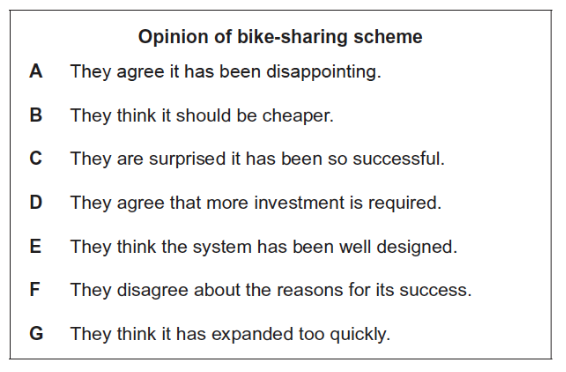 Opinion of bike-sharing scheme
A They agree it has been disappointing.
B They think it should be cheaper.
C They are surprised it has been so successful.
D They agree that more investment is required.
E They think the system has been well designed.
F They disagree about the reasons for its success.
G They think it has expanded too quickly.